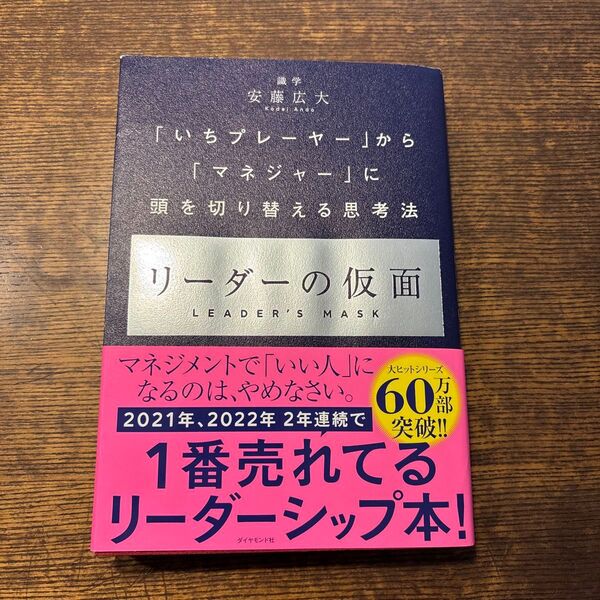 識学
安藤広大
Kodai Ando
「いちプレーヤー」から
「マネジャー」に
頭を切り替える思考法
リーダーの仮面
LEADER'S MASK
マネジメントで「いい人」に
なるのは、やめなさい。
大ヒットシリーズ
60万部
突破!!
2021年、2022年 2年連続で
1番売れてる
リーダーシップ本!
ダイヤモンド社